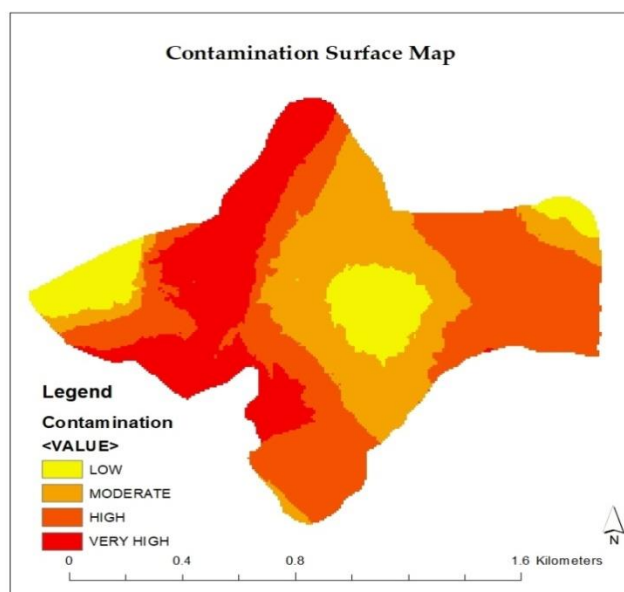 Contamination Surface Map
Legend
Contamination
<VALUE>
LOW
MODERATE
HIGH
VERY HIGH
N
0 0.4 0.8 1.6 Kilometers